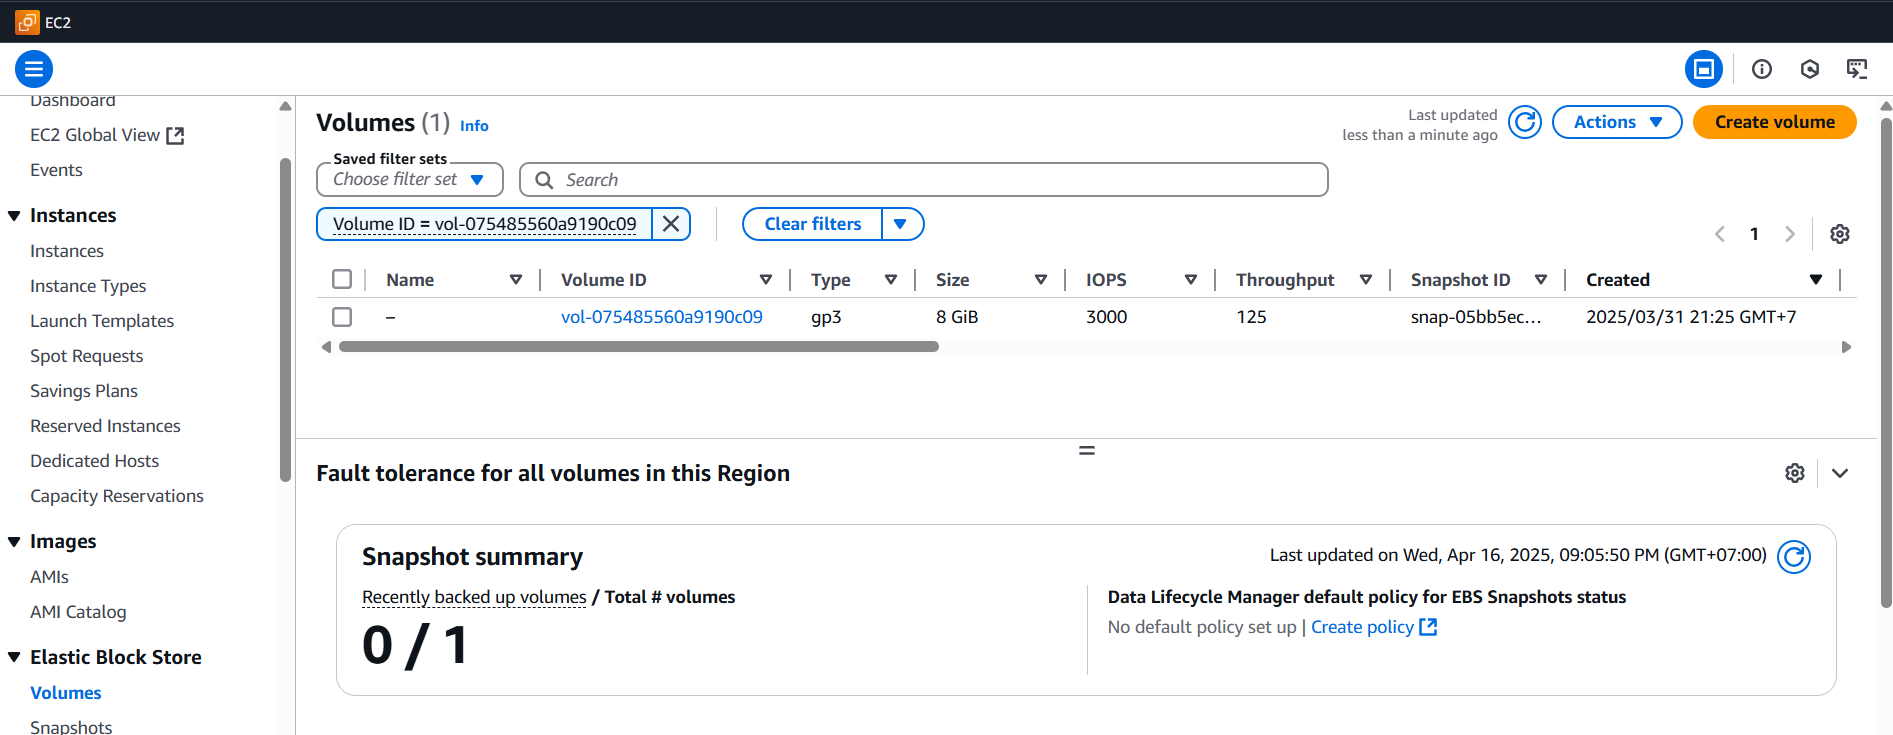 EC2
Dashboard
EC2 Global View
Events
Instances
Instances
Instance Types
Launch Templates
Spot Requests
Savings Plans
Reserved Instances
Dedicated Hosts
Capacity Reservations
Images
AMIs
AMI Catalog
Elastic Block Store
Volumes
Snapshots
Volumes (1) Info
Last updated
less than a minute ago
Actions
Create volume
Saved filter sets
Choose filter set
Search
Volume ID = vol-075485560a9190c09
Clear filters
1
Name Volume ID Type Size IOPS Throughput Snapshot ID Created
– vol-075485560a9190c09 gp3 8 GiB 3000 125 snap-05bb5ec... 2025/03/31 21:25 GMT+7
Fault tolerance for all volumes in this Region
Snapshot summary
Last updated on Wed, Apr 16, 2025, 09:05:50 PM (GMT+07:00)
Recently backed up volumes / Total # volumes
0 / 1
Data Lifecycle Manager default policy for EBS Snapshots status
No default policy set up | Create policy